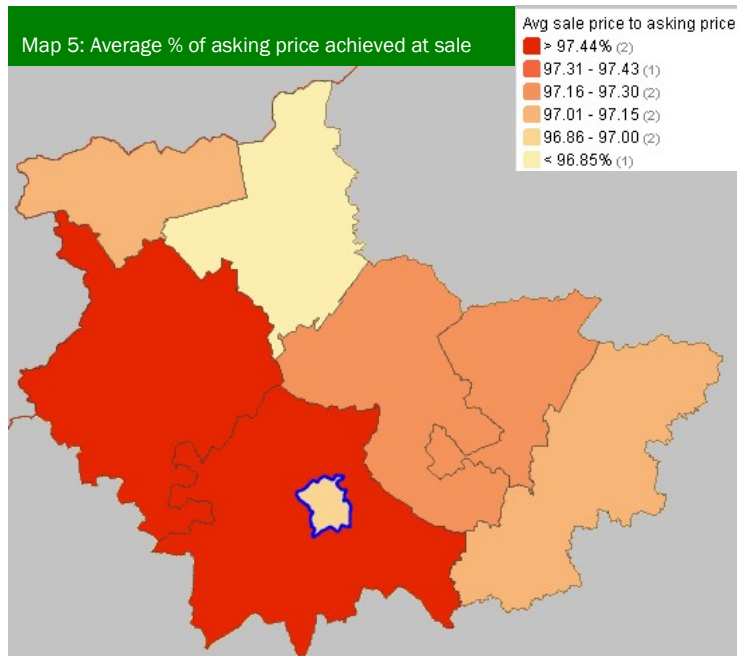 Map 5: Average % of asking price achieved at sale
Avg sale price to asking price
> 97.44% (2)
97.31 - 97.43 (1)
97.16 - 97.30 (2)
97.01 - 97.15 (2)
96.86 - 97.00 (2)
< 96.85% (1)